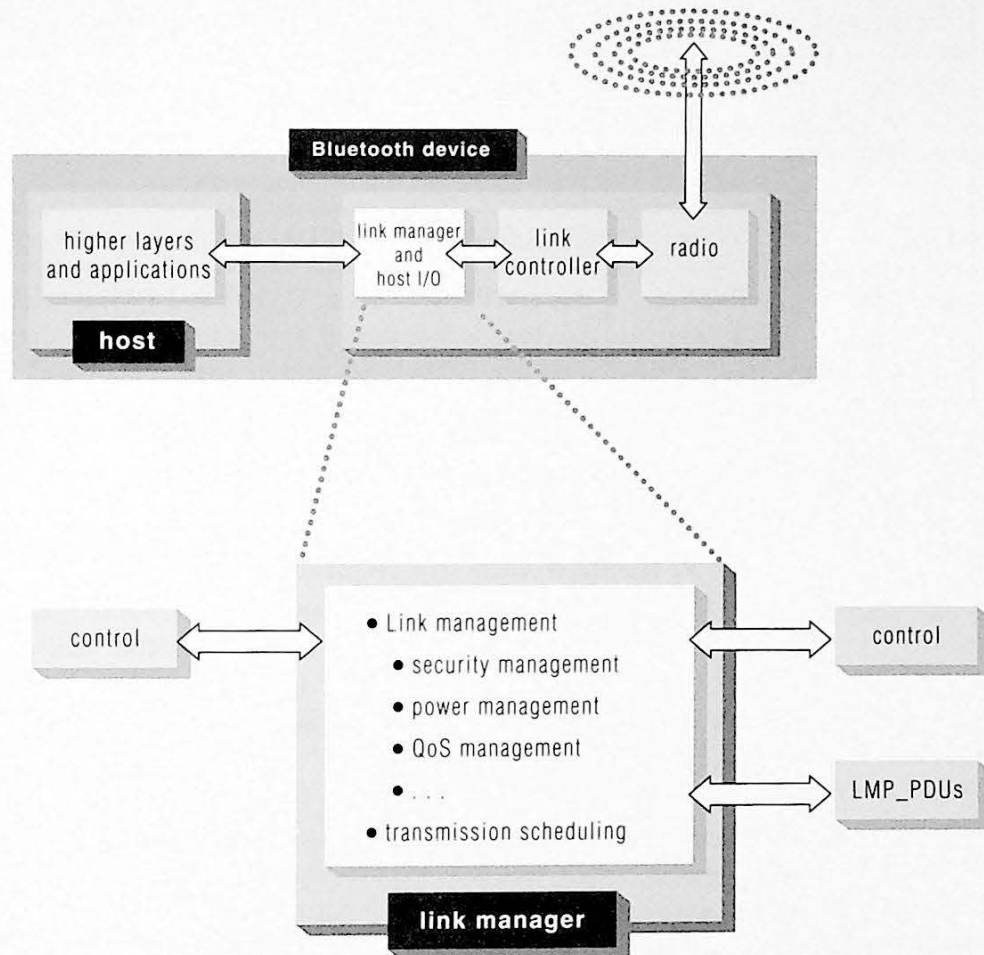 Bluetooth device
higher layers
and applications
link manager
and
host I/O
link
controller
radio
host
control
• Link management
• security management
• power management
• QoS management
• . . .
• transmission scheduling
control
LMP_PDUs
link manager